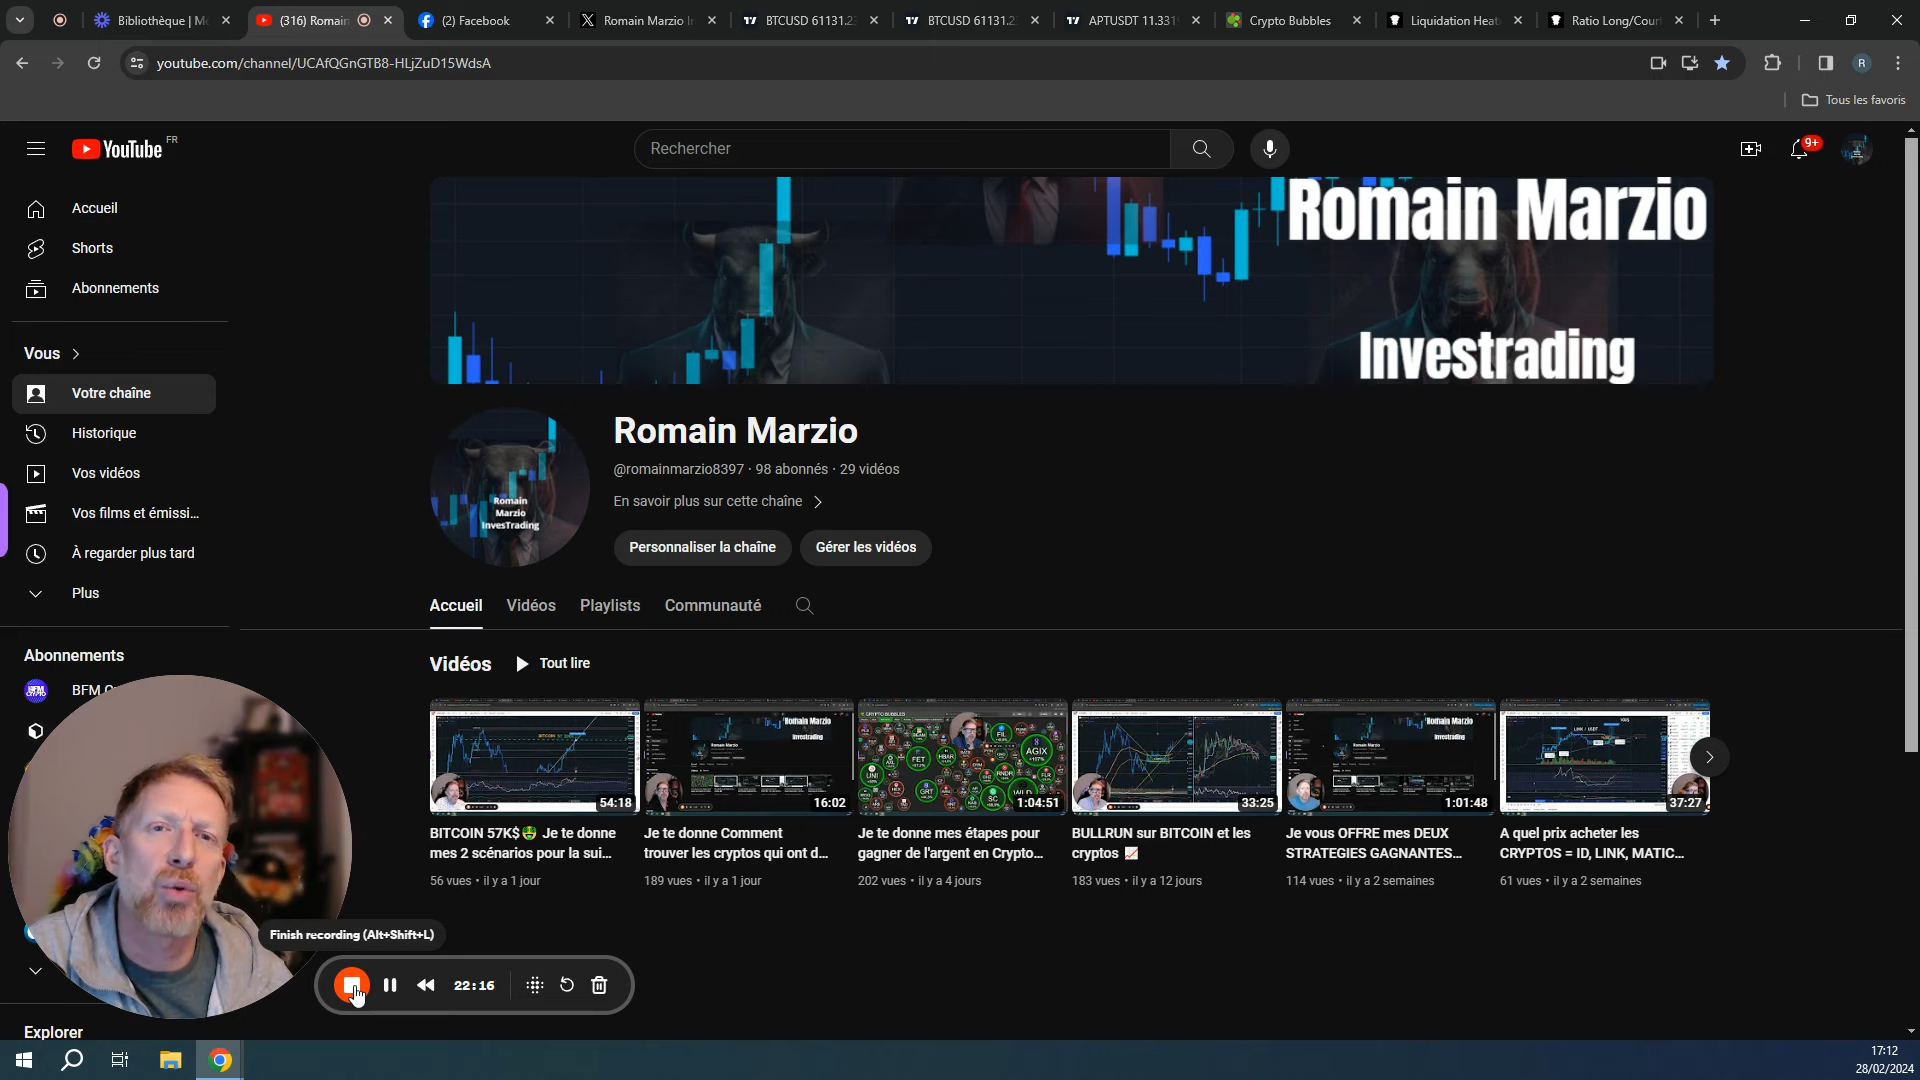 Bibliothèque | M
(316) Romain
(2) Facebook
Romain Marzio In
BTCUSD 61131.23
BTCUSD 61131.2
APTUSDT 11.331
Crypto Bubbles
Liquidation Heat
Ratio Long/Court
youtube.com/channel/UCAfQGnGTB8-HLjZuD15WdsA
R
Tous les favoris
YouTube FR
Rechercher
9+
Accueil
Shorts
Abonnements
Vous
Votre chaîne
Historique
Vos vidéos
Vos films et émissi...
À regarder plus tard
Plus
Abonnements
BFM
Explorer
Romain Marzio
Investrading
Romain
Marzio
InvesTrading
Romain Marzio
@romainmarzio8397 · 98 abonnés · 29 vidéos
En savoir plus sur cette chaîne
Personnaliser la chaîne
Gérer les vidéos
Accueil
Vidéos
Playlists
Communauté
Vidéos
Tout lire
54:18
16:02
1:04:51
33:25
1:01:48
37:27
BITCOIN 57K$🤑 Je te donne
mes 2 scénarios pour la sui...
56 vues • il y a 1 jour
Je te donne Comment
trouver les cryptos qui ont d...
189 vues • il y a 1 jour
Je te donne mes étapes pour
gagner de l'argent en Crypto...
202 vues • il y a 4 jours
BULLRUN sur BITCOIN et les
cryptos 📈
183 vues • il y a 12 jours
Je vous OFFRE mes DEUX
STRATEGIES GAGNANTES...
114 vues • il y a 2 semaines
A quel prix acheter les
CRYPTOS = ID, LINK, MATIC...
61 vues • il y a 2 semaines
Finish recording (Alt+Shift+L)
22:16
17:12
28/02/2024